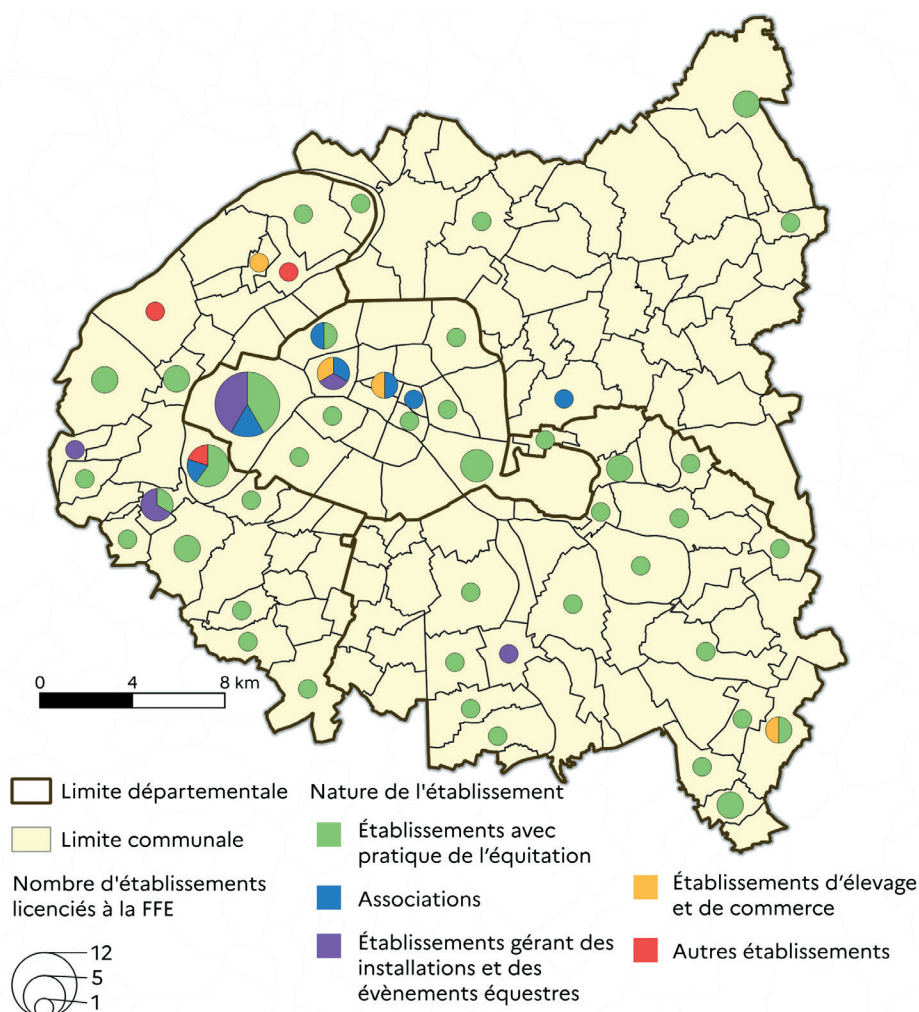 0 4 8 km
Limite départementale
Limite communale
Nombre d'établissements
licenciés à la FFE
12
5
1
Nature de l'établissement
Établissements avec
pratique de l'équitation
Associations
Établissements gérant des
installations et des
évènements équestres
Établissements d'élevage
et de commerce
Autres établissements